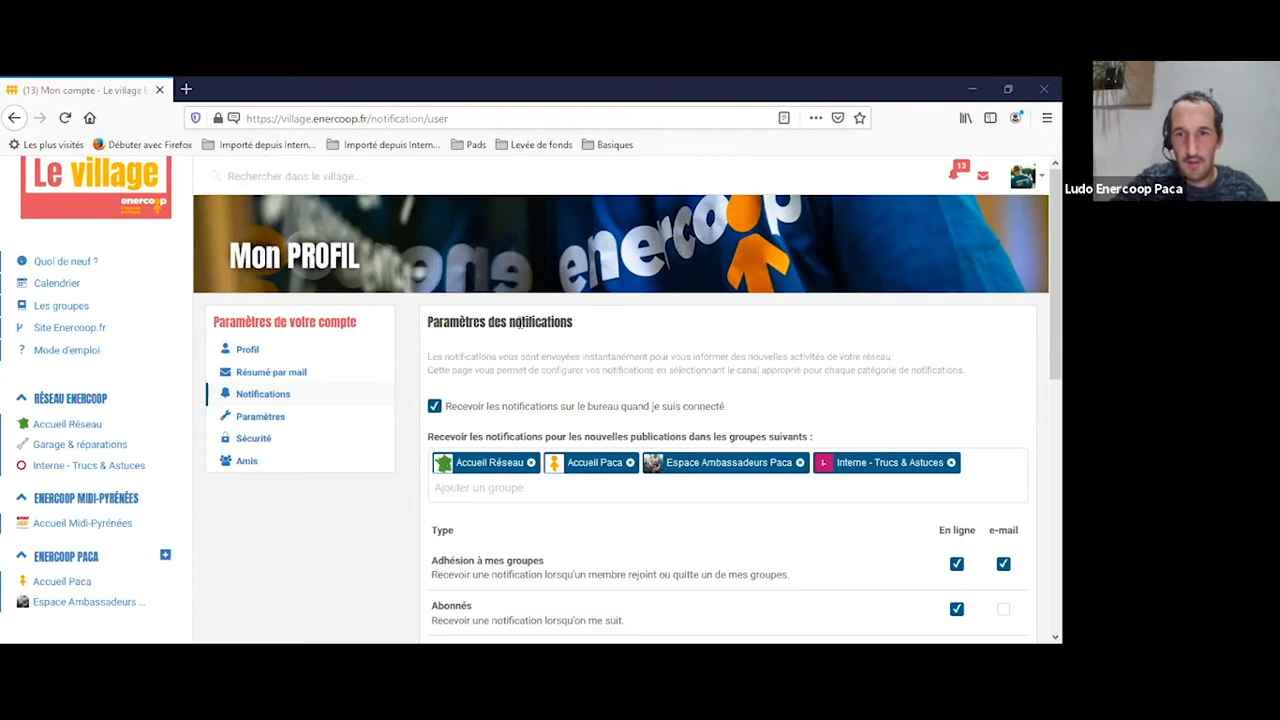 (13) Mon compte - Le village E
https://village.enercoop.fr/notification/user
Les plus visités
Débuter avec Firefox
Importé depuis Intern...
Importé depuis Intern...
Pads
Levée de fonds
Basiques
Le village
enercoop
Rechercher dans le village...
13
Ludo Enercoop Paca
Mon PROFIL
enercoop
Quoi de neuf ?
Calendrier
Les groupes
Site Enercoop.fr
Mode d'emploi
RÉSEAU ENERCOOP
Accueil Réseau
Garage & réparations
Interne - Trucs & Astuces
ENERCOOP MIDI-PYRÉNÉES
Accueil Midi-Pyrénées
ENERCOOP PACA
Accueil Paca
Espace Ambassadeurs ...
Paramètres de votre compte
Profil
Résumé par mail
Notifications
Paramètres
Sécurité
Amis
Paramètres des notifications
Les notifications vous sont envoyées instantanément pour vous informer des nouvelles activités de votre réseau.
Cette page vous permet de configurer vos notifications en sélectionnant le canal approprié pour chaque catégorie de notifications.
Recevoir les notifications sur le bureau quand je suis connecté.
Recevoir les notifications pour les nouvelles publications dans les groupes suivants :
Accueil Réseau
Accueil Paca
Espace Ambassadeurs Paca
I-
Interne - Trucs & Astuces
Ajouter un groupe
Type
En ligne
e-mail
Adhésion à mes groupes
Recevoir une notification lorsqu'un membre rejoint ou quitte un de mes groupes.
Abonnés
Recevoir une notification lorsqu'on me suit.